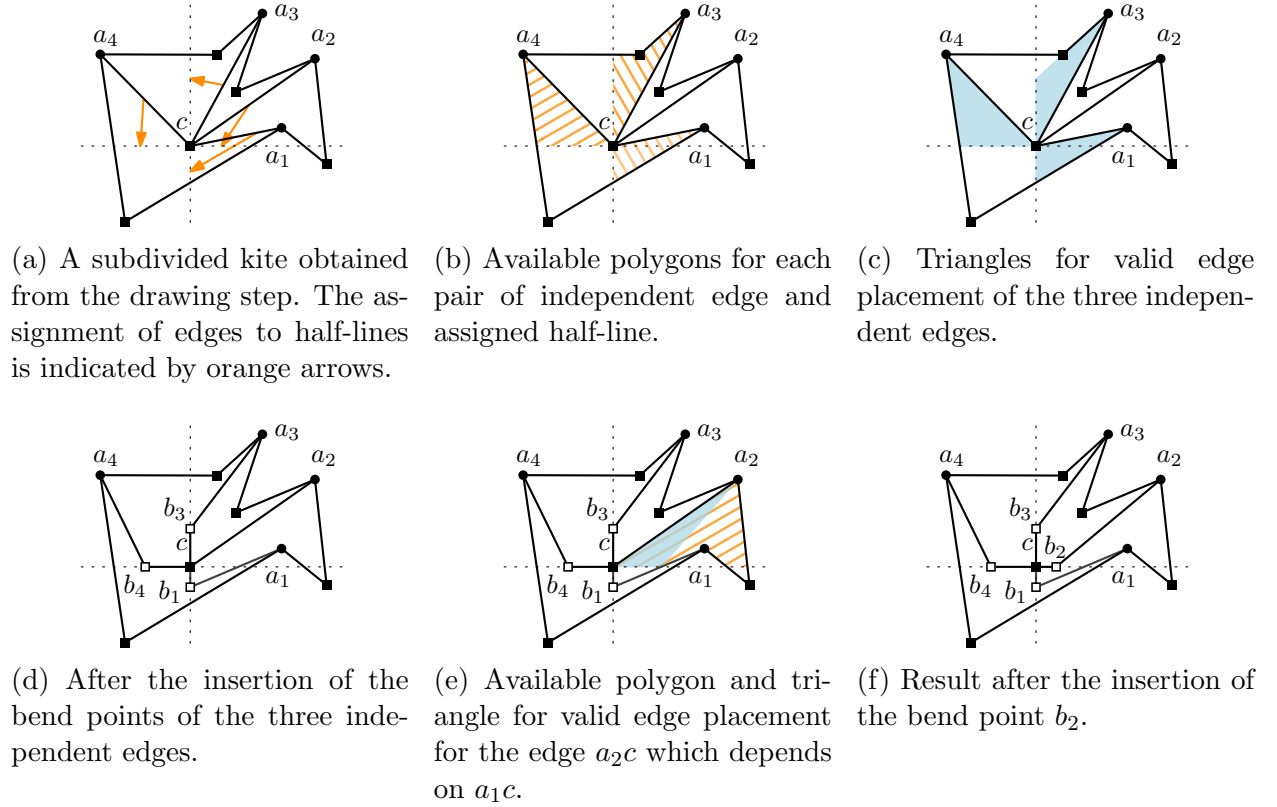 a₃
a₄
a₂
c
a₁
a₃
a₄
a₂
c
a₁
a₃
a₄
a₂
c
a₁
(a) A subdivided kite obtained
from the drawing step. The as-
signment of edges to half-lines
is indicated by orange arrows.
(b) Available polygons for each
pair of independent edge and
assigned half-line.
(c) Triangles for valid edge
placement of the three indepen-
dent edges.
a₃
a₄
a₂
b₃
c
a₁
b₄
b₁
a₃
a₄
a₂
b₃
c
a₁
b₄
b₁
a₃
a₄
a₂
b₃
c
b₂
a₁
b₄
b₁
(d) After the insertion of the
bend points of the three inde-
pendent edges.
(e) Available polygon and tri-
angle for valid edge placement
for the edge a₂c which depends
on a₁c.
(f) Result after the insertion of
the bend point b₂.